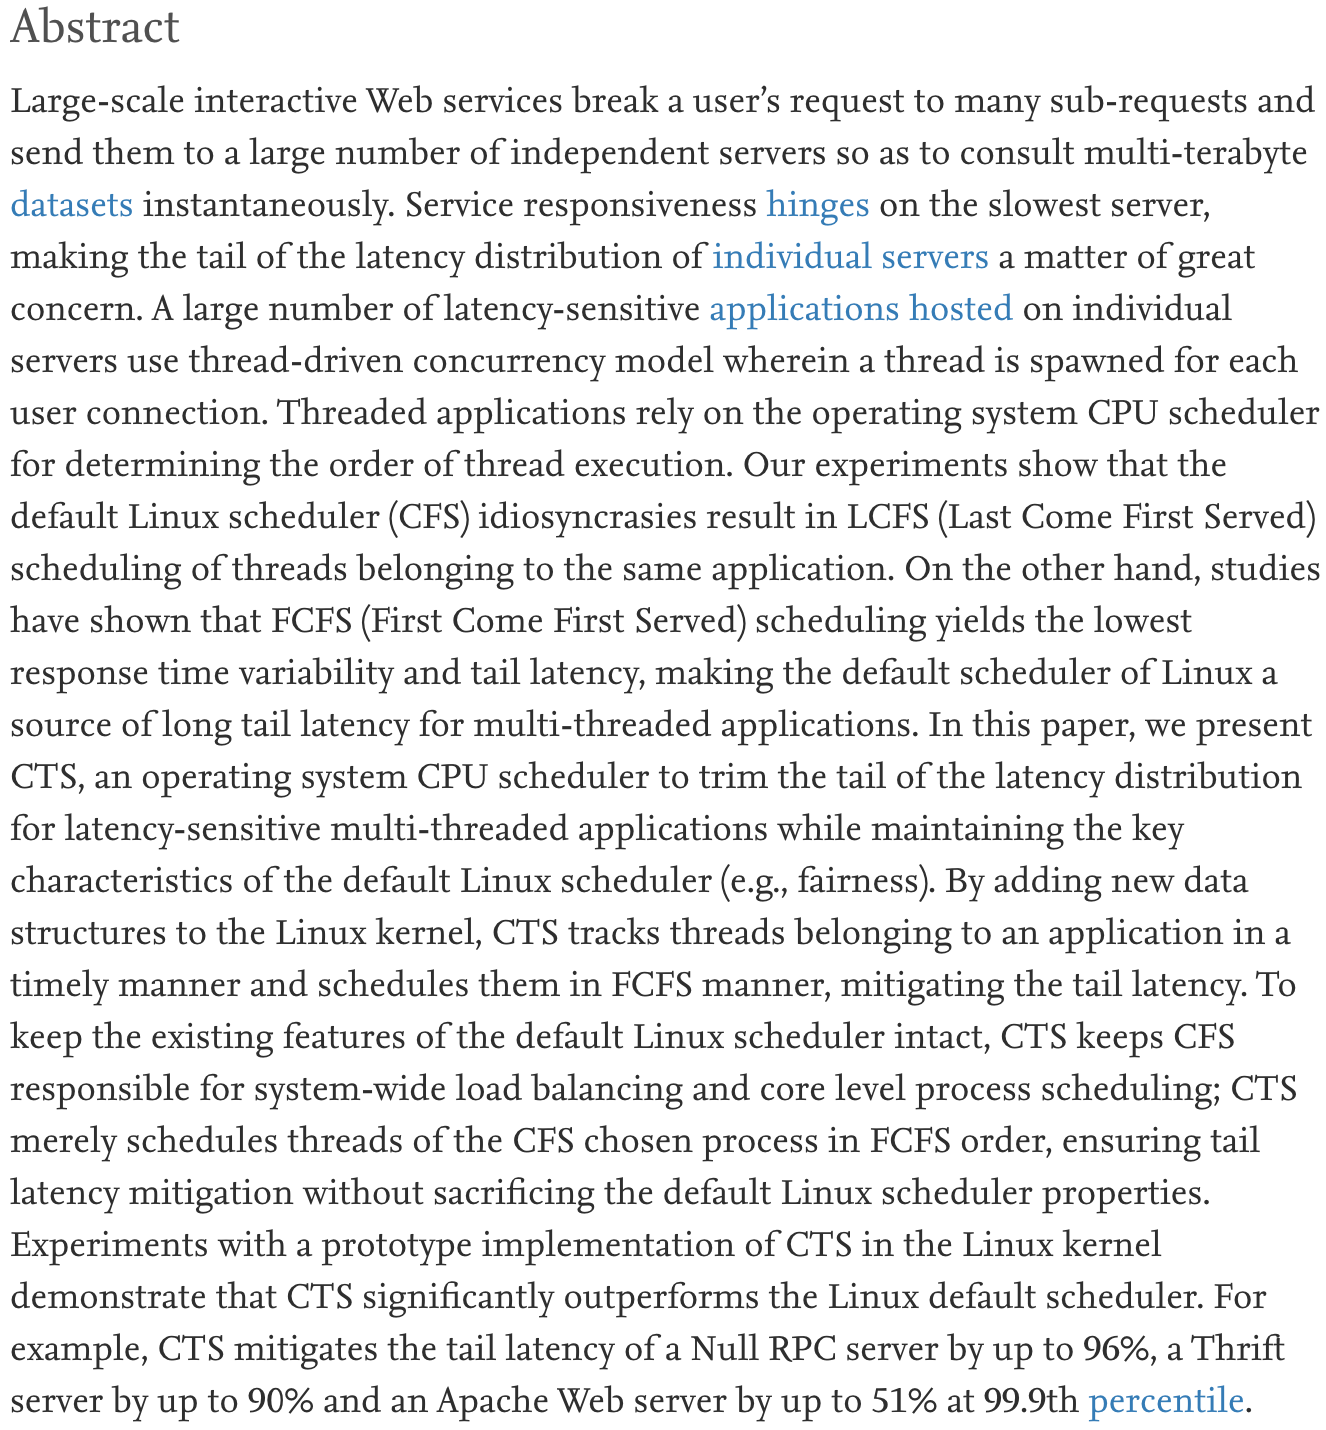 Abstract
Large-scale interactive Web services break a user’s request to many sub-requests and
send them to a large number of independent servers so as to consult multi-terabyte
datasets instantaneously. Service responsiveness hinges on the slowest server,
making the tail of the latency distribution of individual servers a matter of great
concern. A large number of latency-sensitive applications hosted on individual
servers use thread-driven concurrency model wherein a thread is spawned for each
user connection. Threaded applications rely on the operating system CPU scheduler
for determining the order of thread execution. Our experiments show that the
default Linux scheduler (CFS) idiosyncrasies result in LCFS (Last Come First Served)
scheduling of threads belonging to the same application. On the other hand, studies
have shown that FCFS (First Come First Served) scheduling yields the lowest
response time variability and tail latency, making the default scheduler of Linux a
source of long tail latency for multi-threaded applications. In this paper, we present
CTS, an operating system CPU scheduler to trim the tail of the latency distribution
for latency-sensitive multi-threaded applications while maintaining the key
characteristics of the default Linux scheduler (e.g., fairness). By adding new data
structures to the Linux kernel, CTS tracks threads belonging to an application in a
timely manner and schedules them in FCFS manner, mitigating the tail latency. To
keep the existing features of the default Linux scheduler intact, CTS keeps CFS
responsible for system-wide load balancing and core level process scheduling; CTS
merely schedules threads of the CFS chosen process in FCFS order, ensuring tail
latency mitigation without sacrificing the default Linux scheduler properties.
Experiments with a prototype implementation of CTS in the Linux kernel
demonstrate that CTS significantly outperforms the Linux default scheduler. For
example, CTS mitigates the tail latency of a Null RPC server by up to 96%, a Thrift
server by up to 90% and an Apache Web server by up to 51% at 99.9th percentile.